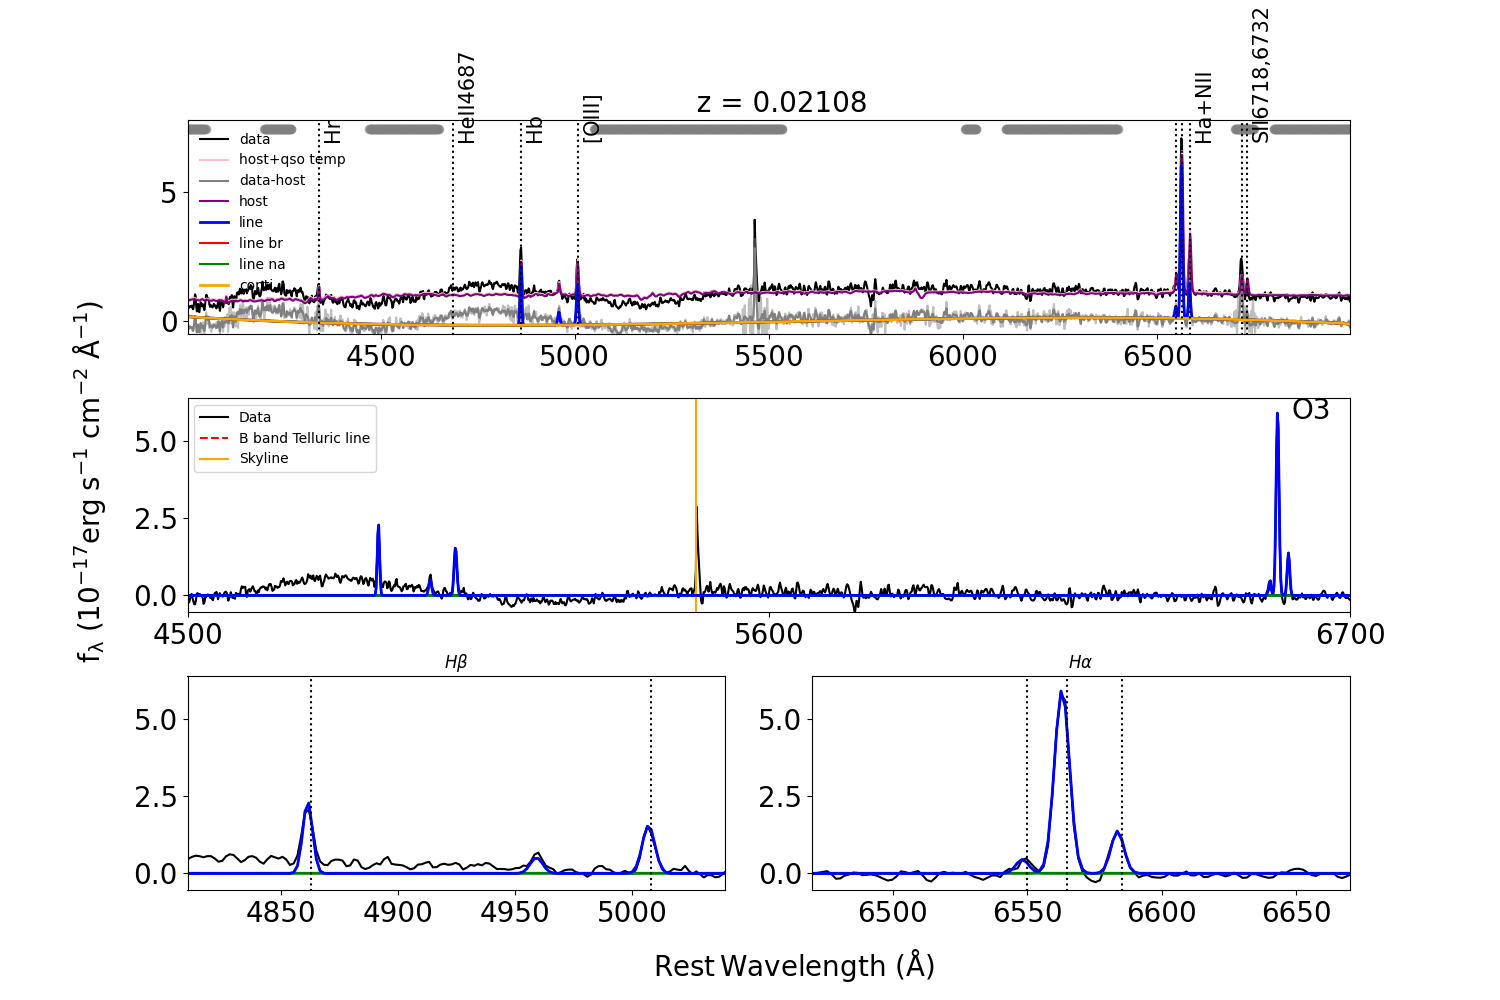 z = 0.02108
Hr
HeII4687
Hb
[OIII]
Ha+NII
SII6718,6732
data
host+qso temp
data-host
host
line
line br
line na
conti
5
0
4500 5000 5500 6000 6500
fλ (10⁻¹⁷erg s⁻¹ cm⁻² Å⁻¹)
O3
Data
B band Telluric line
Skyline
5.0
2.5
0.0
4500 5600 6700
Hβ
5.0
2.5
0.0
4850 4900 4950 5000
Hα
5.0
2.5
0.0
6500 6550 6600 6650
Rest Wavelength (Å)